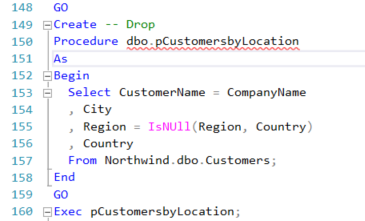 148 GO
149 Create -- Drop
150 Procedure dbo.pCustomersbyLocation
151 As
152 Begin
153 Select CustomerName = CompanyName
154 , City
155 , Region = IsNUll(Region, Country)
156 , Country
157 From Northwind.dbo.Customers;
158 End
159 GO
160 Exec pCustomersbyLocation;